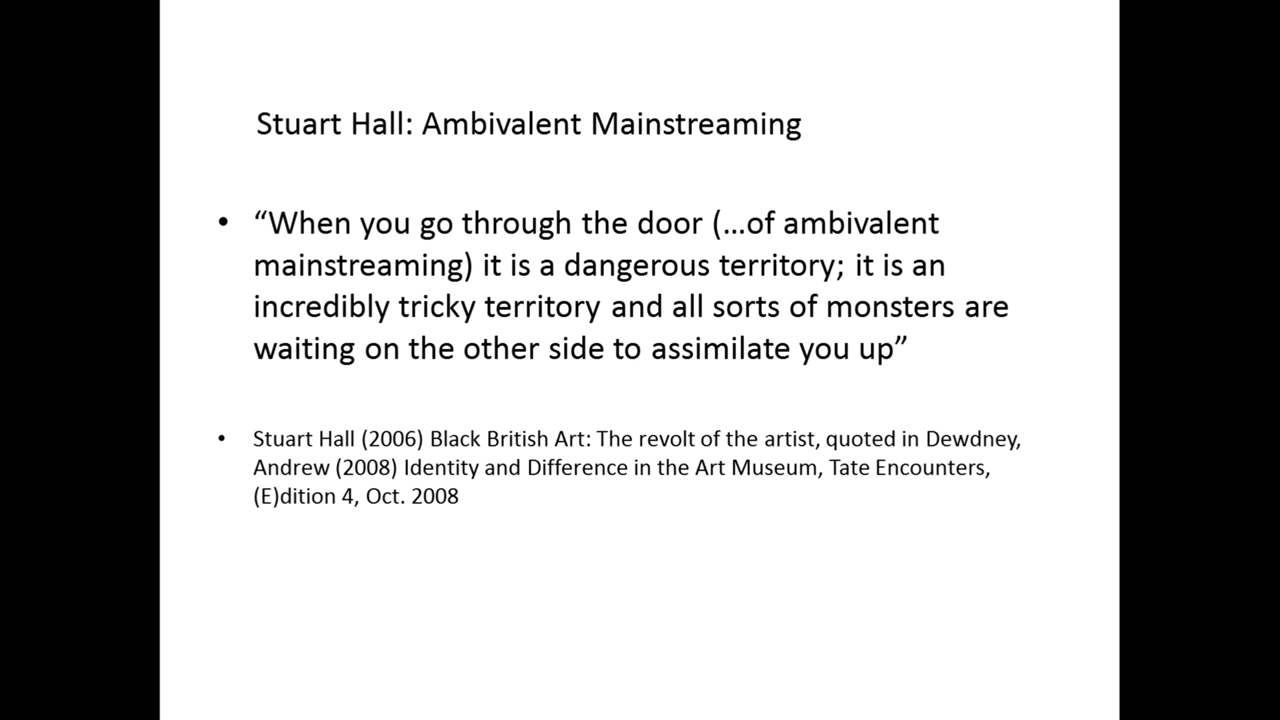 Stuart Hall: Ambivalent Mainstreaming
• “When you go through the door (…of ambivalent
mainstreaming) it is a dangerous territory; it is an
incredibly tricky territory and all sorts of monsters are
waiting on the other side to assimilate you up”
• Stuart Hall (2006) Black British Art: The revolt of the artist, quoted in Dewdney,
Andrew (2008) Identity and Difference in the Art Museum, Tate Encounters,
(E)dition 4, Oct. 2008